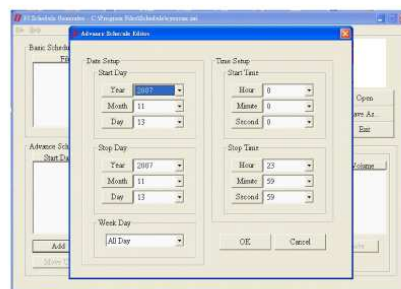 Advance Schedule Editor
Basic Schedule
Date Setup
Time Setup
Start Day
Start Time
Year 2007
Hour 0
Month 11
Minute 0
Day 13
Second 0
Open
Save As..
Exit
Advance Sch
Start Da
Stop Day
Stop Time
Volume
Year 2007
Hour 23
Month 11
Minute 59
Day 13
Second 59
Week Day
All Day
OK
Cancel
Add